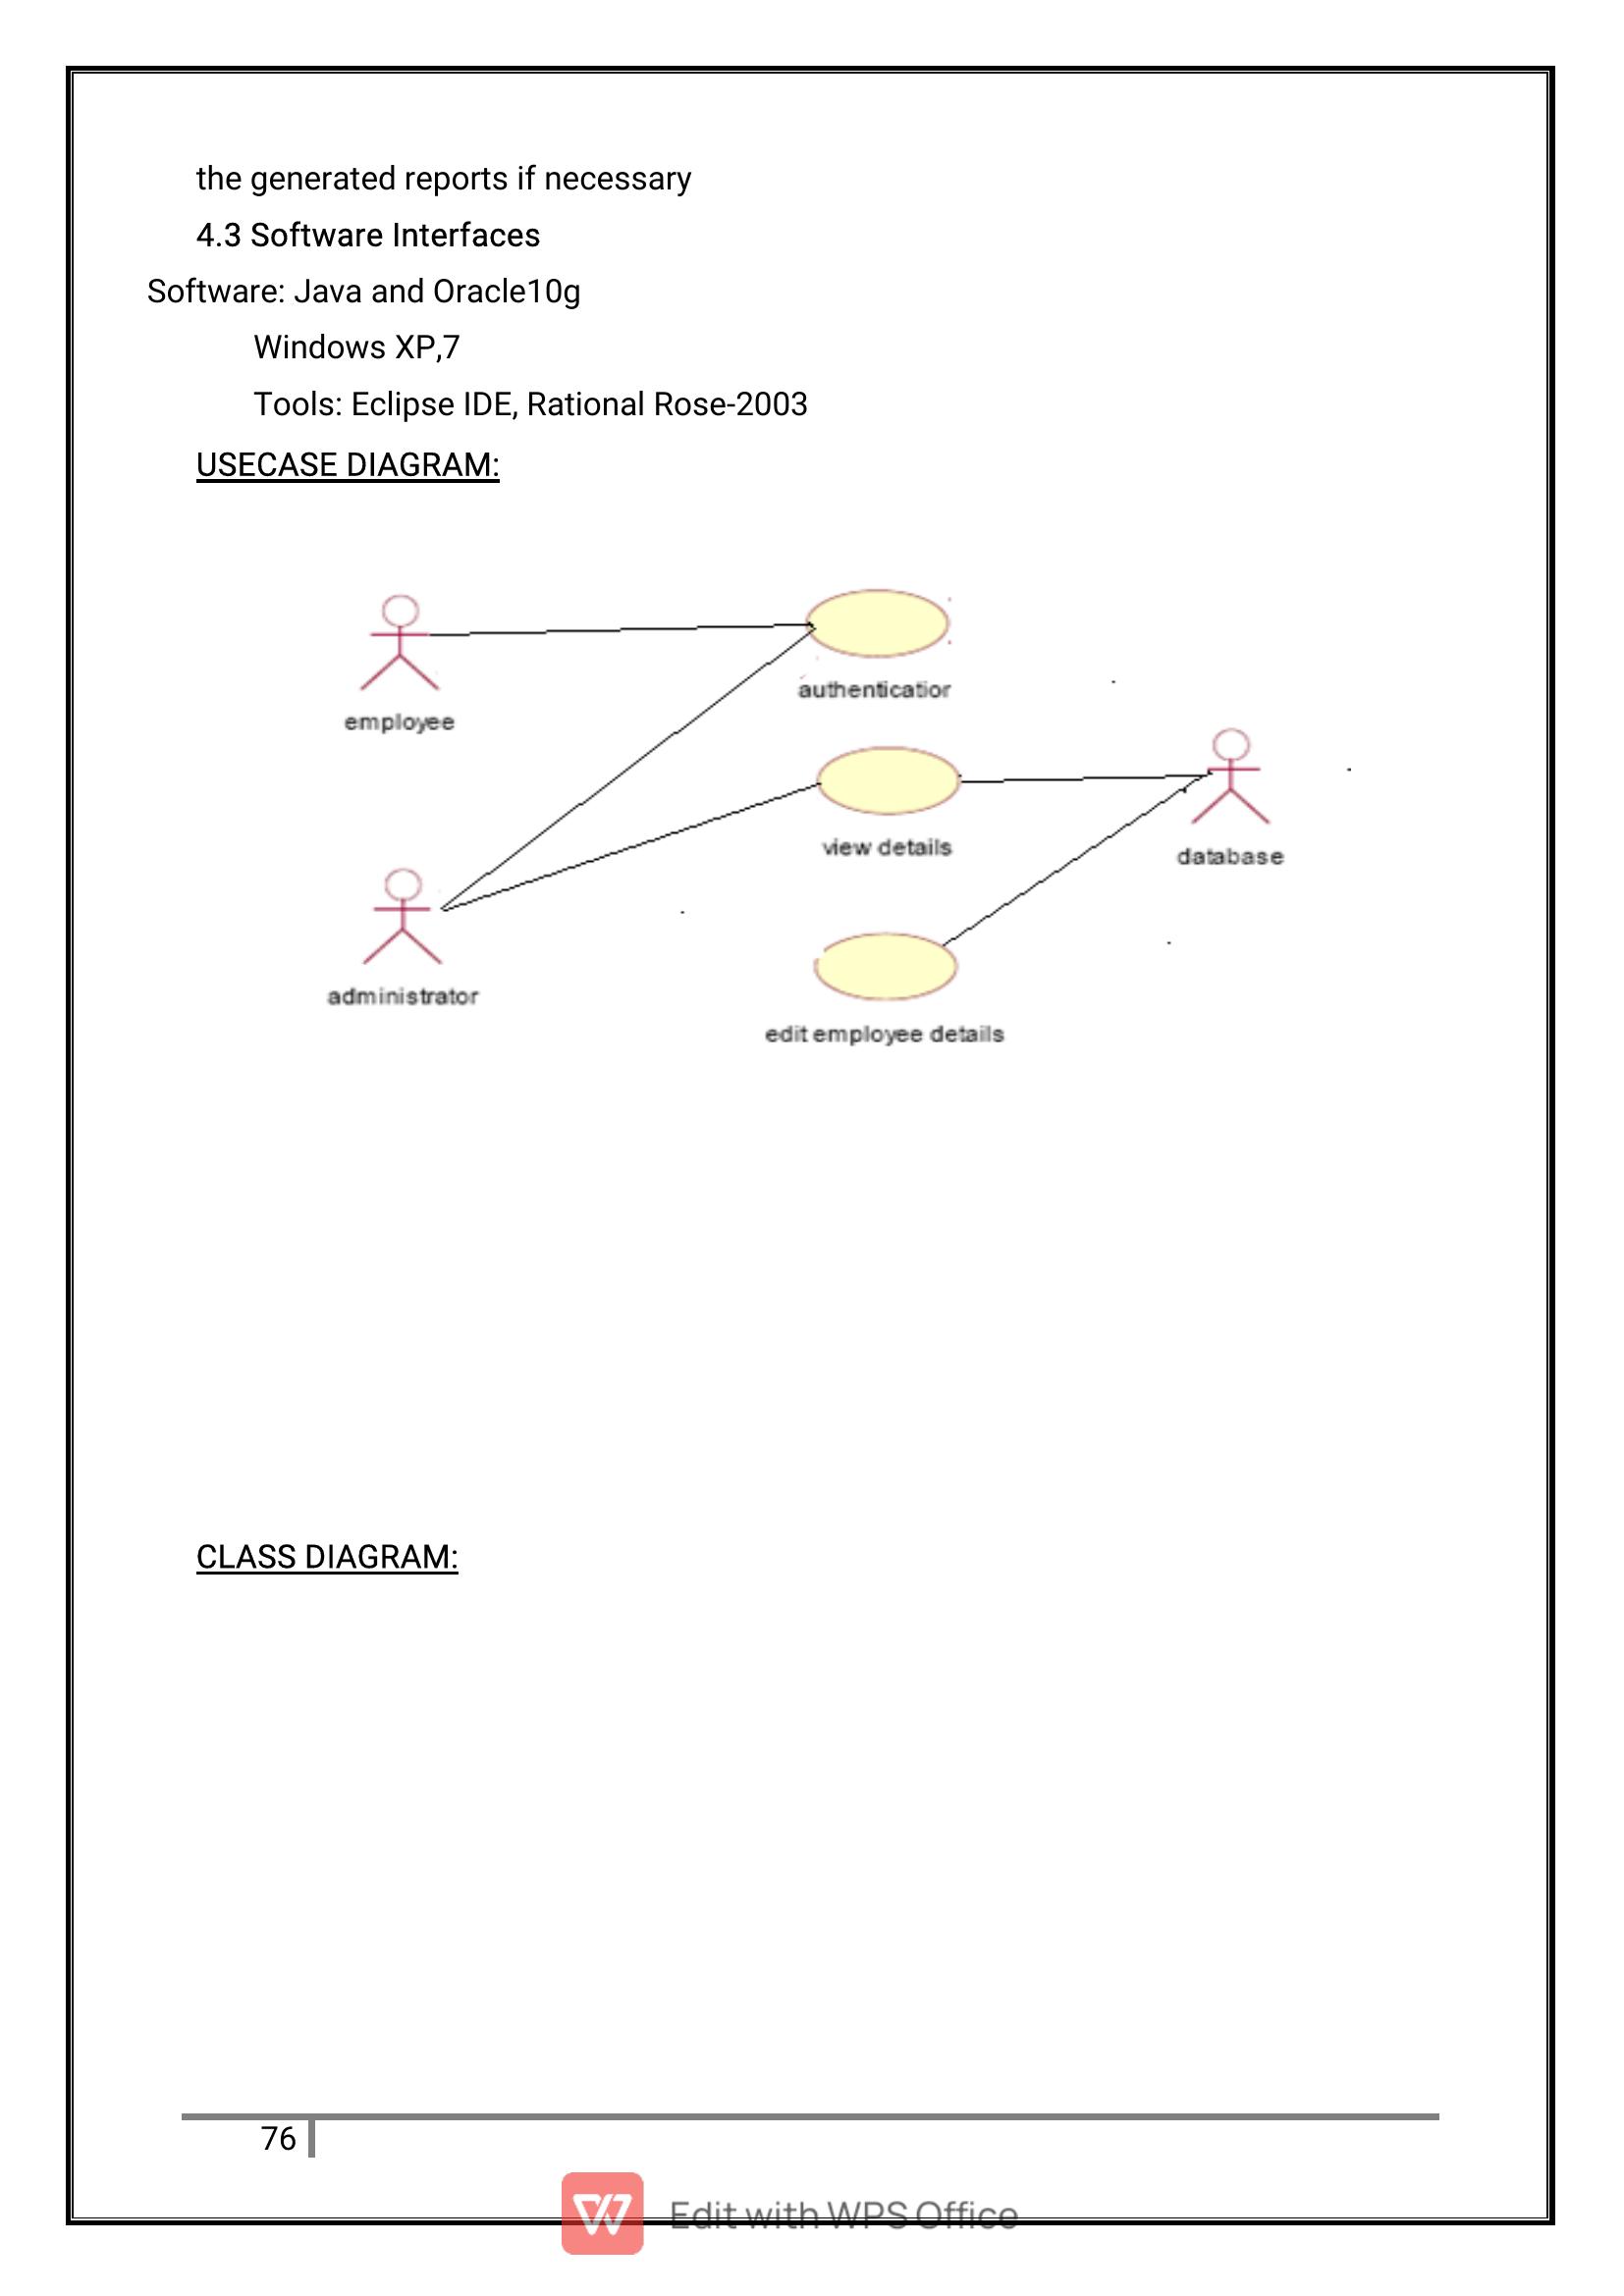 the generated reports if necessary
4.3 Software Interfaces
Software: Java and Oracle10g
Windows XP,7
Tools: Eclipse IDE, Rational Rose-2003
USECASE DIAGRAM:
employee
authenticatior
view details
database
administrator
edit employee details
CLASS DIAGRAM:
76
Edit with WPS Office